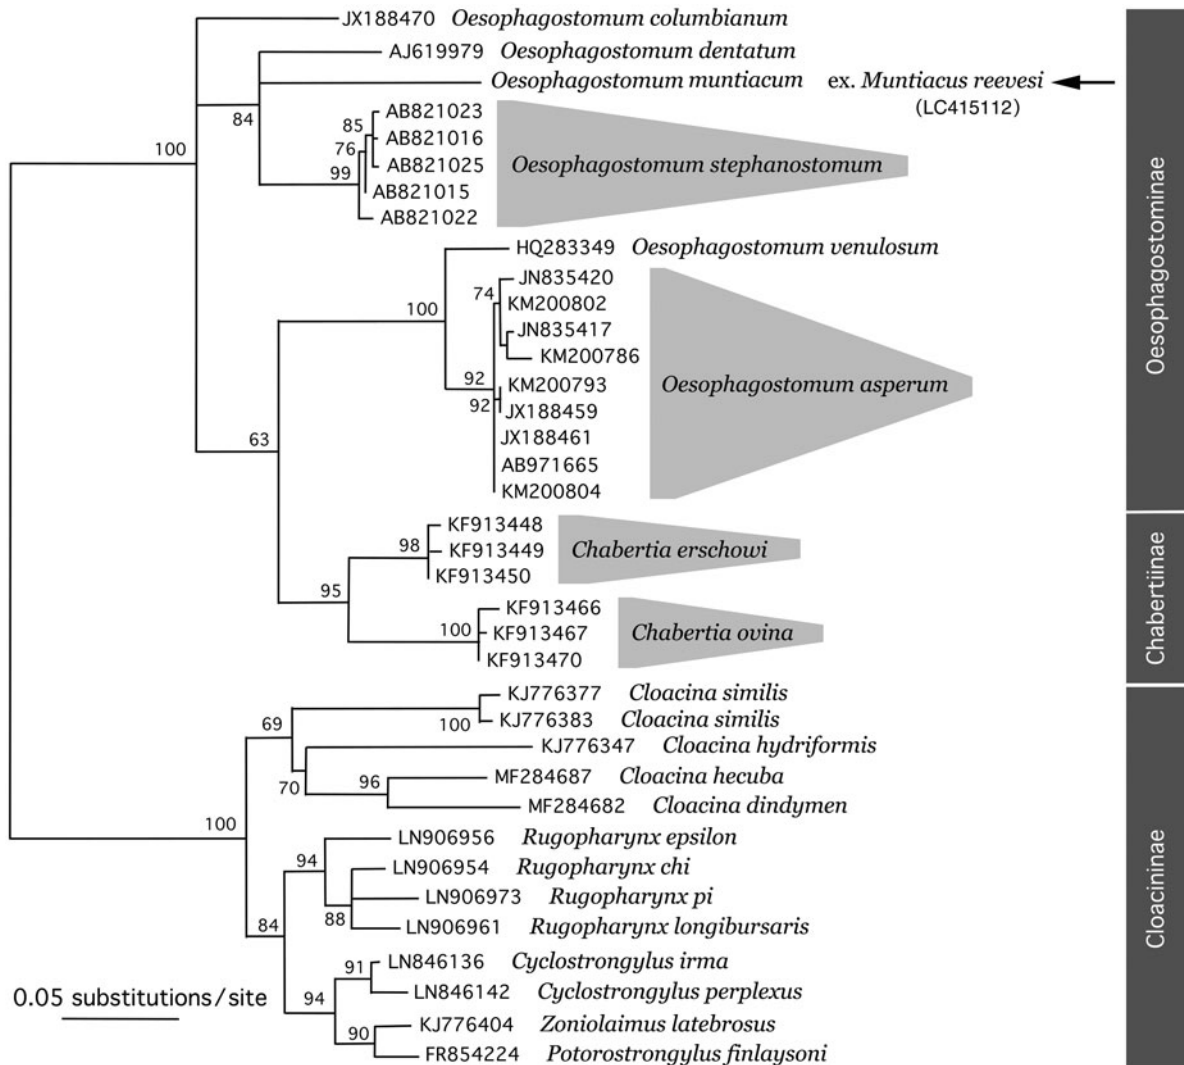 JX188470 Oesophagostomum columbianum
AJ619979 Oesophagostomum dentatum
Oesophagostomum muntiacum ex. Muntiacus reevesi
(LC415112)
84
AB821023
85
AB821016
76
100
AB821025
Oesophagostomum stephanostomum
99
AB821015
AB821022
HQ283349 Oesophagostomum venulosum
JN835420
74
KM200802
100
JN835417
KM200786
92
KM200793
Oesophagostomum asperum
92
JX188459
JX188461
63
AB971665
KM200804
KF913448
98
KF913449
Chabertia erschowi
KF913450
95
KF913466
100
KF913467
Chabertia ovina
KF913470
KJ776377 Cloacina similis
69
100
KJ776383 Cloacina similis
KJ776347 Cloacina hydriformis
70
96
MF284687 Cloacina hecuba
MF284682 Cloacina dindymen
100
LN906956 Rugopharynx epsilon
94
LN906954 Rugopharynx chi
LN906973 Rugopharynx pi
88
LN906961 Rugopharynx longibursaris
84
91
LN846136 Cyclostrongylus irma
LN846142 Cyclostrongylus perplexus
94
KJ776404 Zoniolaimus latebrosus
90
FR854224 Potorostrongylus finlaysoni
0.05 substitutions/site
Oesophagostominae
Chabertiinae
Cloacininae